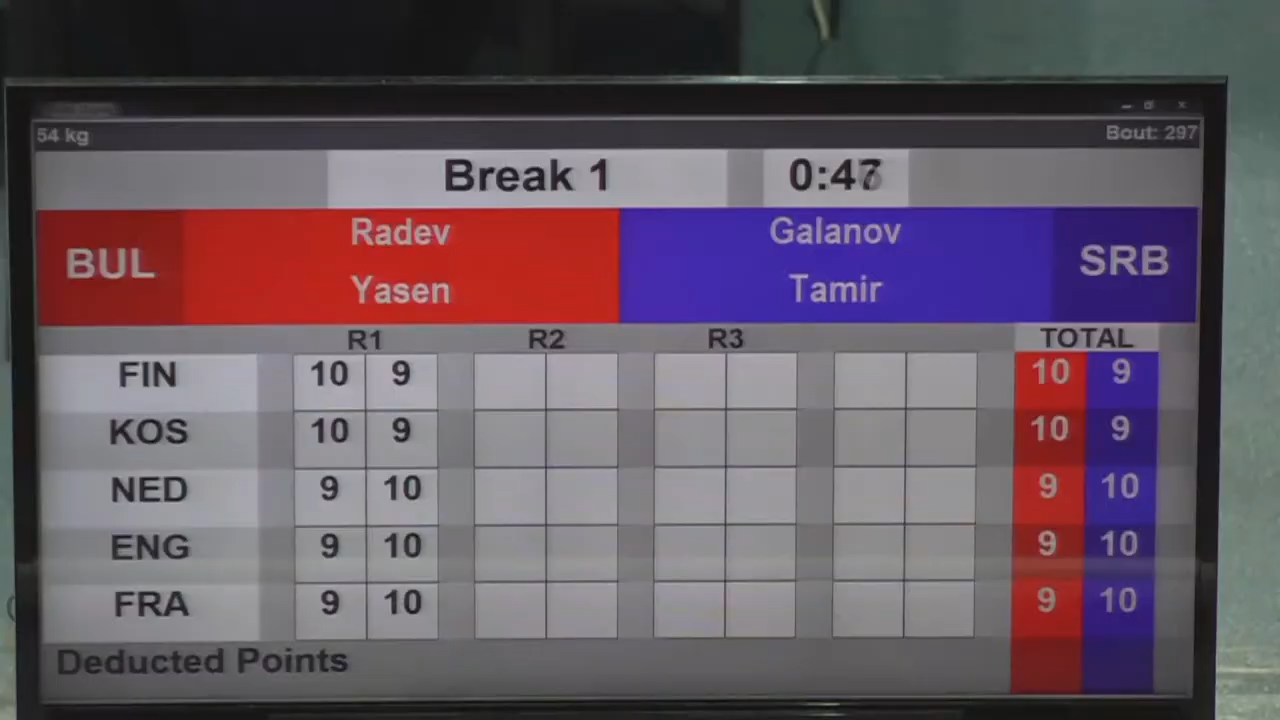 54 kg Bout: 297
Break 1 0:47
BUL Radev Galanov SRB
Yasen Tamir
R1 R2 R3 TOTAL
FIN 10 9 10 9
KOS 10 9 10 9
NED 9 10 9 10
ENG 9 10 9 10
FRA 9 10 9 10
Deducted Points